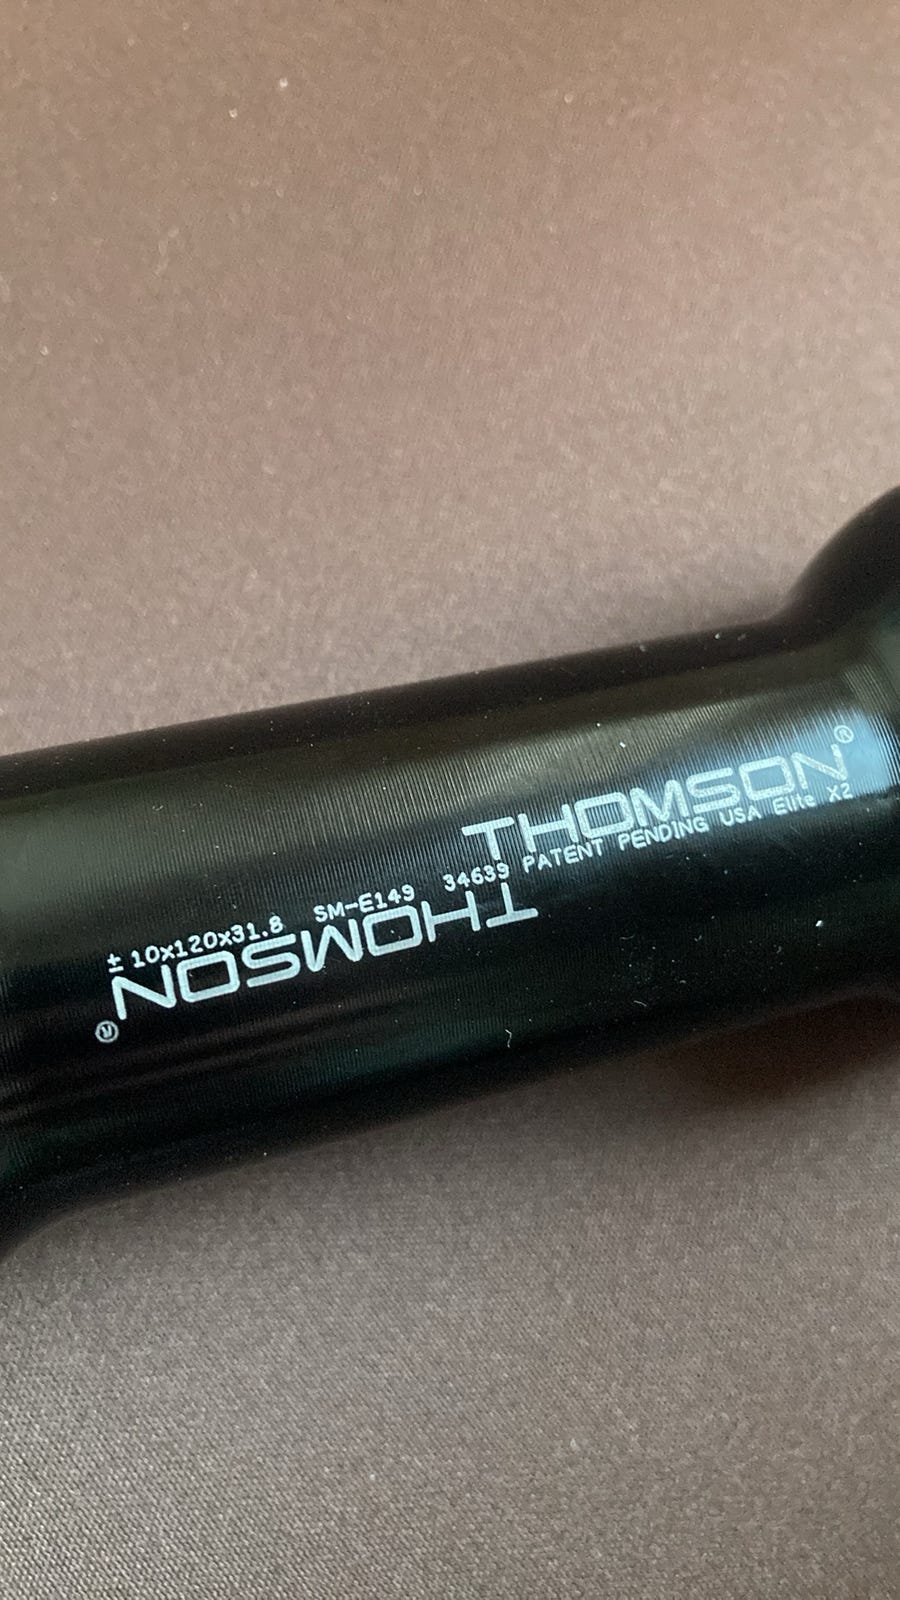 THOMSON®
± 10x120x31.8 SM-E149 34639 PATENT PENDING USA Elite X2
THOMSON®